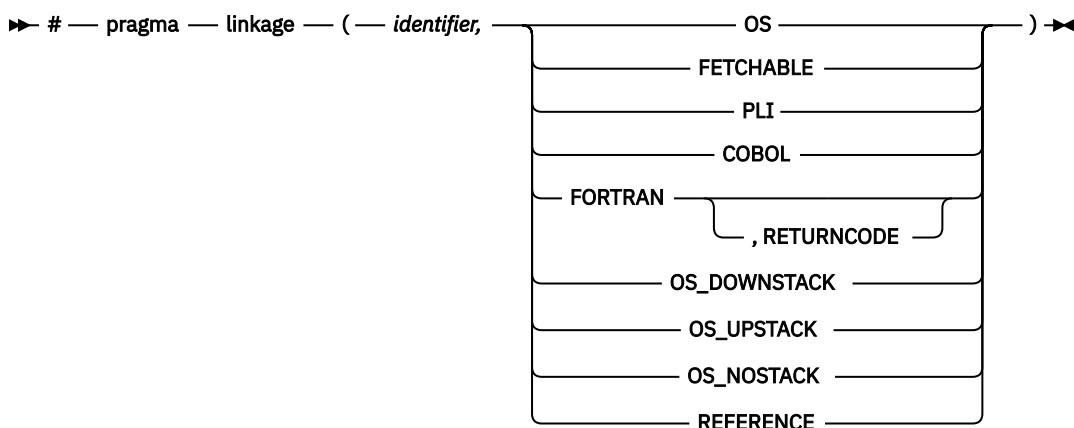 # pragma linkage ( identifier, OS )
FETCHABLE
PLI
COBOL
FORTRAN
, RETURNCODE
OS_DOWNSTACK
OS_UPSTACK
OS_NOSTACK
REFERENCE